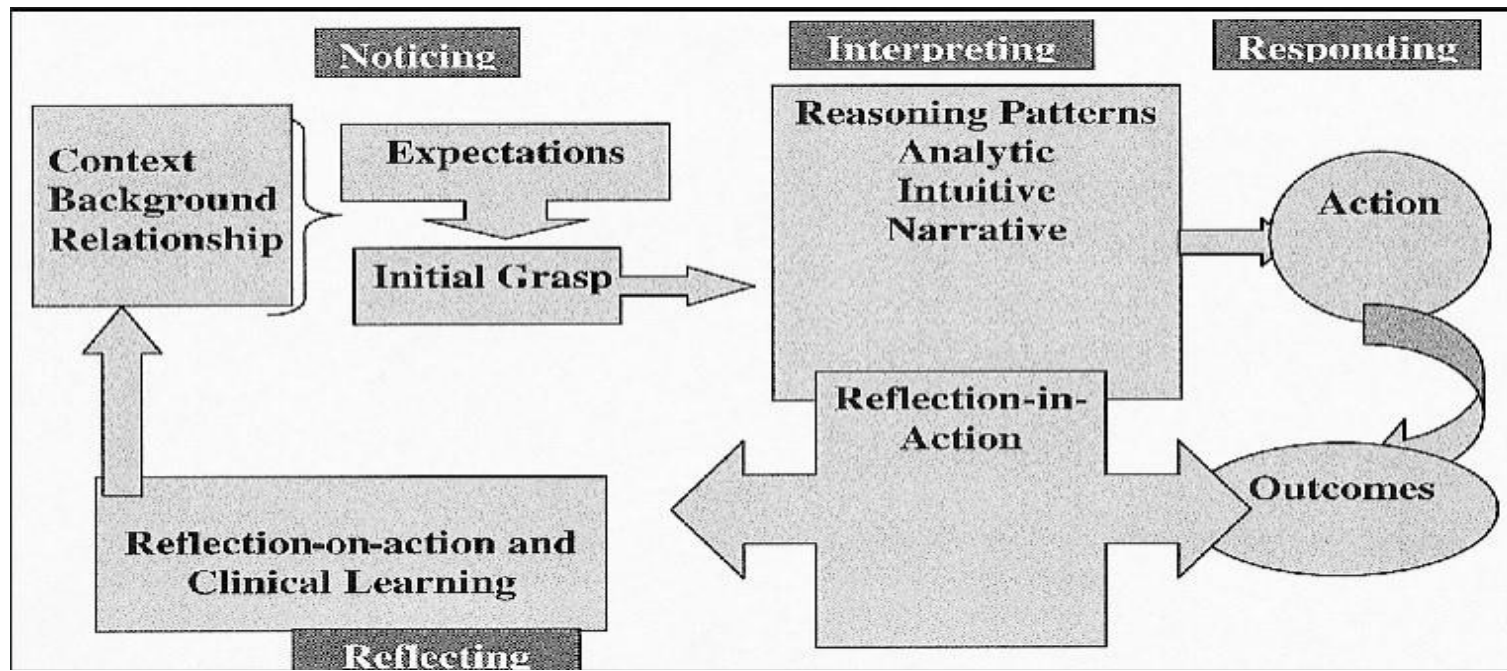 Noticing
Interpreting
Responding
Context
Background
Relationship
Expectations
Initial Grasp
Reasoning Patterns
Analytic
Intuitive
Narrative
Action
Reflection-in-
Action
Outcomes
Reflection-on-action and
Clinical Learning
Reflecting